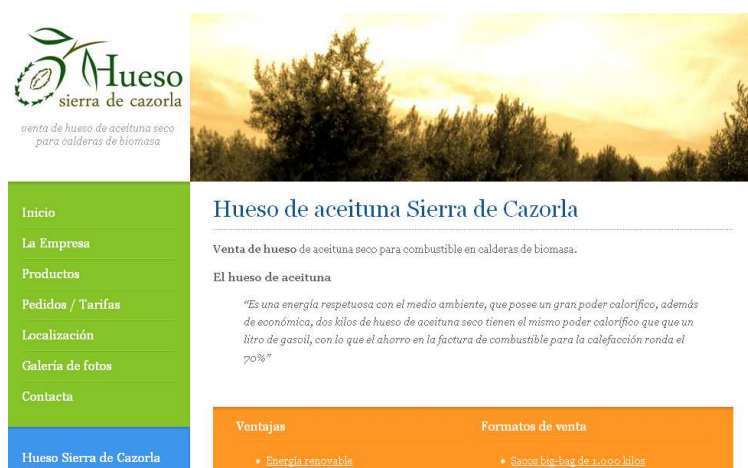 Hueso
sierra de cazorla
venta de hueso de aceituna seco
para calderas de biomasa
Inicio
La Empresa
Productos
Pedidos / Tarifas
Localización
Galería de fotos
Contacta
Hueso Sierra de Cazorla
Hueso de aceituna Sierra de Cazorla
Venta de hueso de aceituna seco para combustible en calderas de biomasa.
El hueso de aceituna
“Es una energía respetuosa con el medio ambiente, que posee un gran poder calorífico, además
de económica, dos kilos de hueso de aceituna seco tienen el mismo poder calorífico que que un
litro de gasoil, con lo que el ahorro en la factura de combustible para la calefacción ronda el
70%”
Ventajas
• Energía renovable
Formatos de venta
• Sacos big-bag de 1.000 kilos